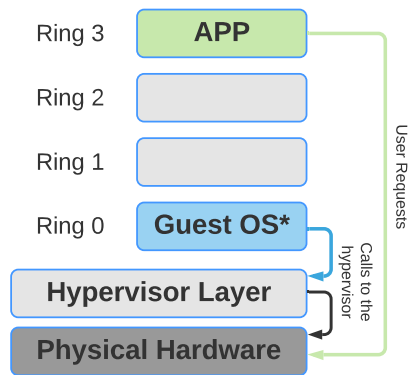 Ring 3
APP
Ring 2
Ring 1
Ring 0
Guest OS*
Hypervisor Layer
Physical Hardware
User Requests
Calls to the
hypervisor